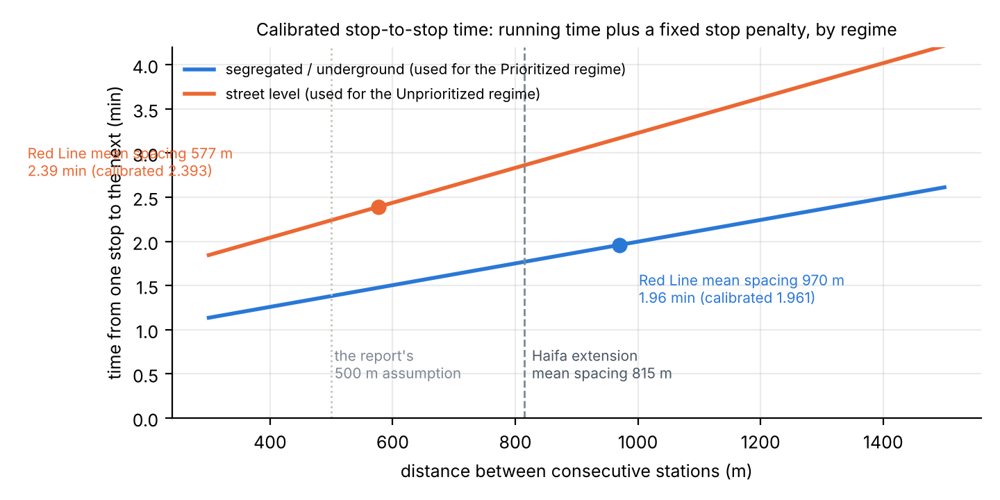 Calibrated stop-to-stop time: running time plus a fixed stop penalty, by regime
segregated / underground (used for the Prioritized regime)
street level (used for the Unprioritized regime)
time from one stop to the next (min)
4.0
3.5
3.0
2.5
2.0
1.5
1.0
0.5
0.0
Red Line mean spacing 577 m
2.39 min (calibrated 2.393)
Red Line mean spacing 970 m
1.96 min (calibrated 1.961)
the report's
500 m assumption
Haifa extension
mean spacing 815 m
400
600
800
1000
1200
1400
distance between consecutive stations (m)